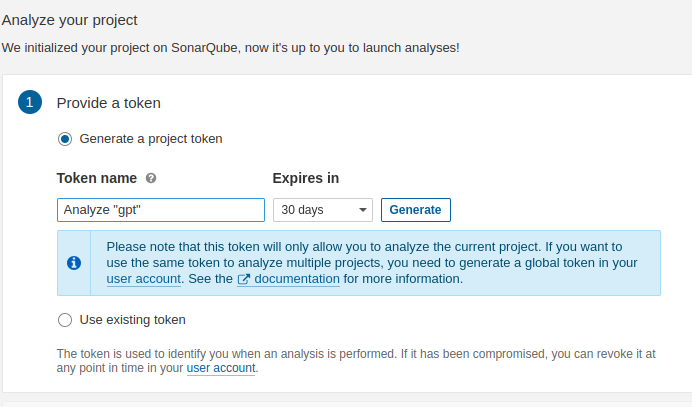 Analyze your project
We initialized your project on SonarQube, now it's up to you to launch analyses!
1 Provide a token
Generate a project token
Token name ? Expires in
Analyze "gpt" 30 days Generate
Please note that this token will only allow you to analyze the current project. If you want to
use the same token to analyze multiple projects, you need to generate a global token in your
user account. See the documentation for more information.
Use existing token
The token is used to identify you when an analysis is performed. If it has been compromised, you can revoke it at
any point in time in your user account.